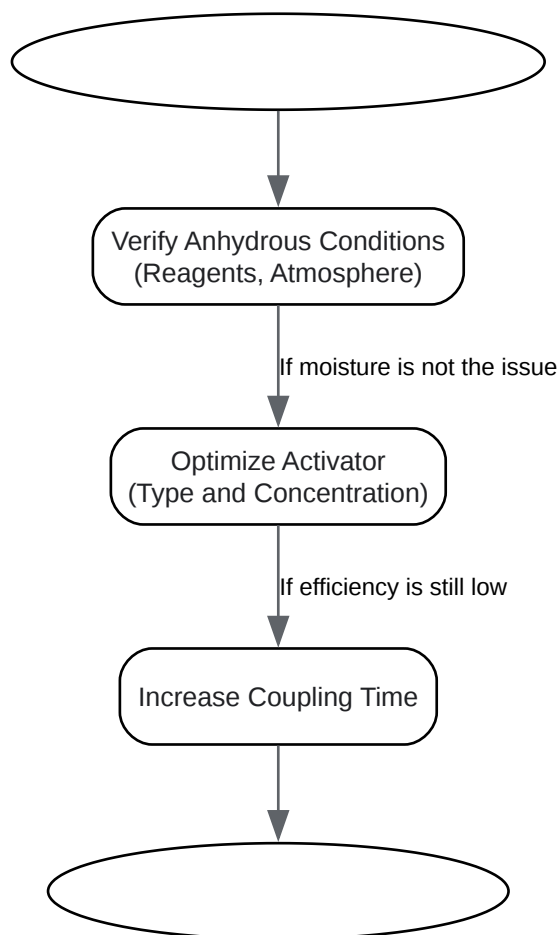 Verify Anhydrous Conditions
(Reagents, Atmosphere)
If moisture is not the issue
Optimize Activator
(Type and Concentration)
If efficiency is still low
Increase Coupling Time